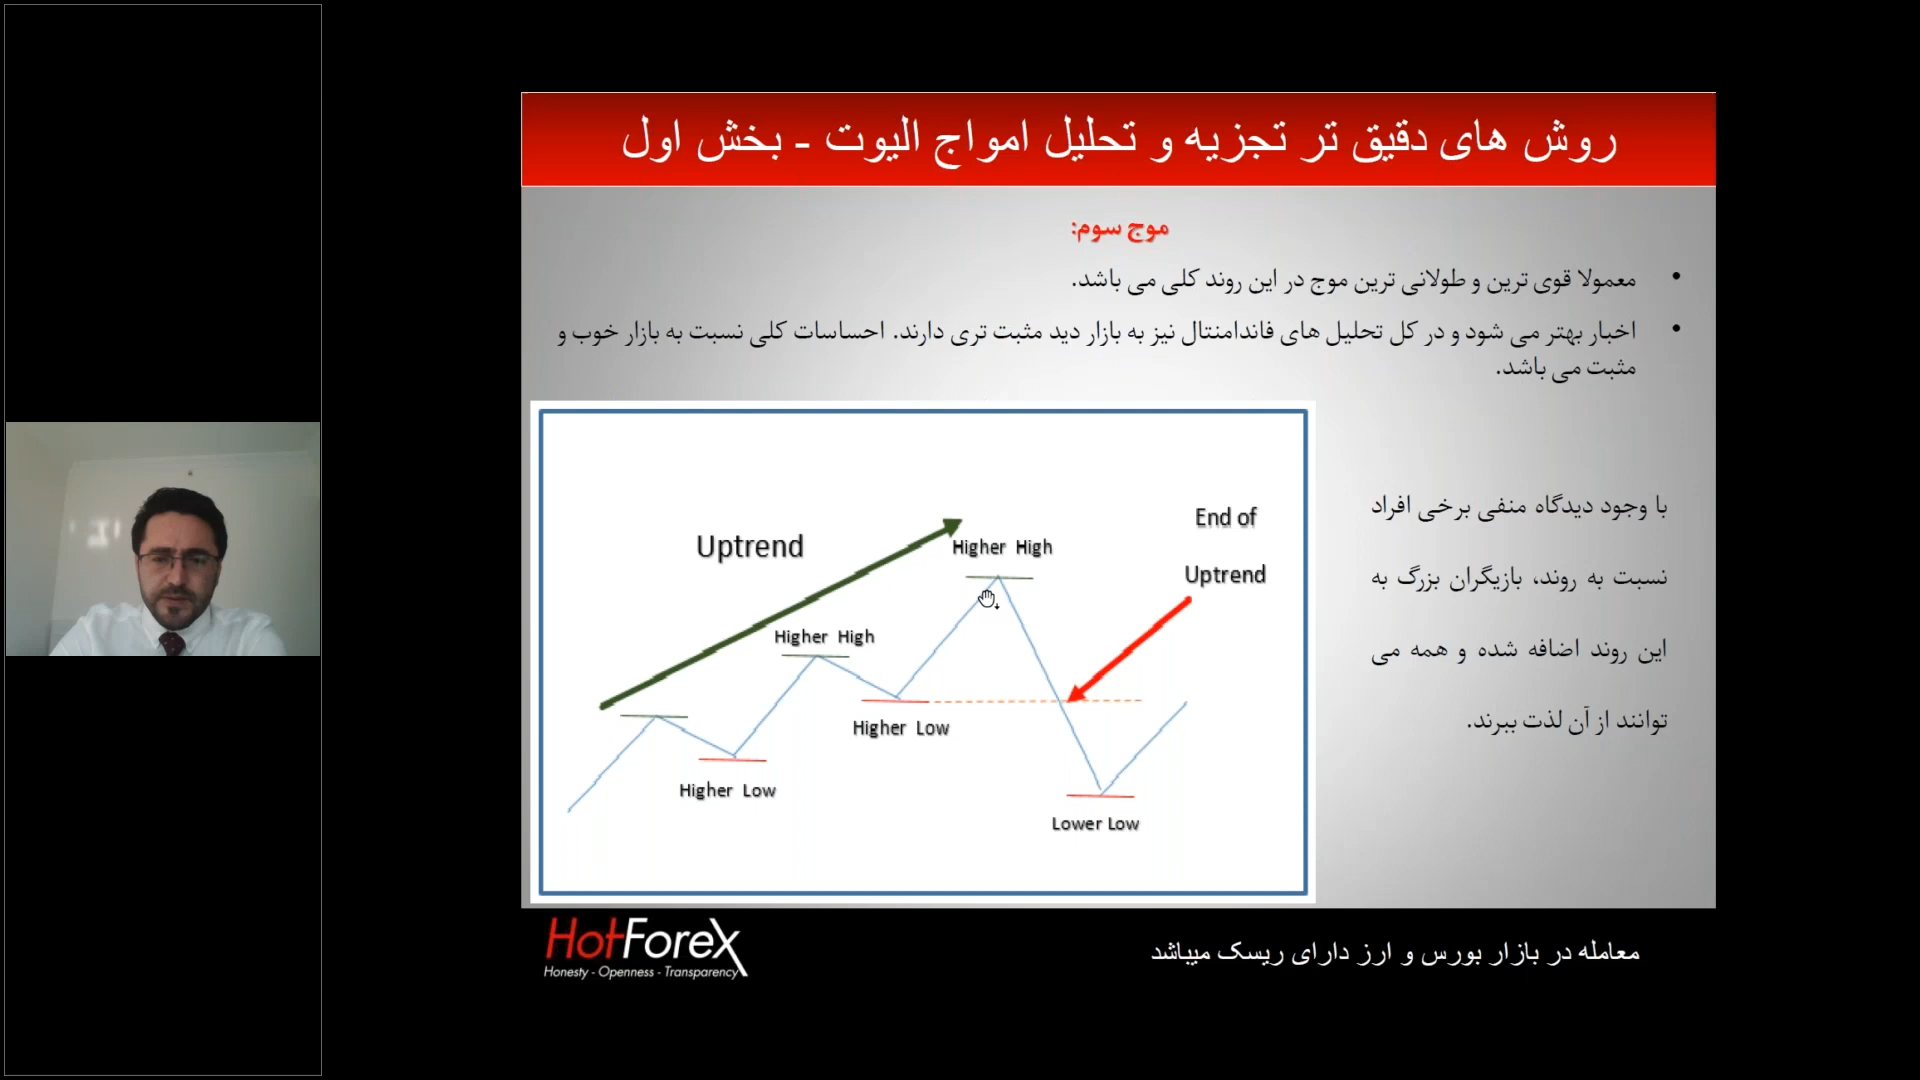 روش های دقیق تر تجزیه و تحلیل امواج الیوت - بخش اول
موج سوم:
• معمولا قوی ترین و طولانی ترین موج در این روند کلی می باشد.
• اخبار بهتر می شود و در کل تحلیل های فاندامنتال نیز به بازار دید مثبت تری دارند. احساسات کلی نسبت به بازار خوب و
مثبت می باشد.
با وجود دیدگاه منفی برخی افراد
نسبت به روند، بازیگران بزرگ به
این روند اضافه شده و همه می
توانند از آن لذت ببرند.
End of
Uptrend
Uptrend
Higher High
Higher High
Higher Low
Higher Low
Lower Low
HotForex
Honesty - Openness - Transparency
معامله در بازار بورس و ارز دارای ریسک میباشد